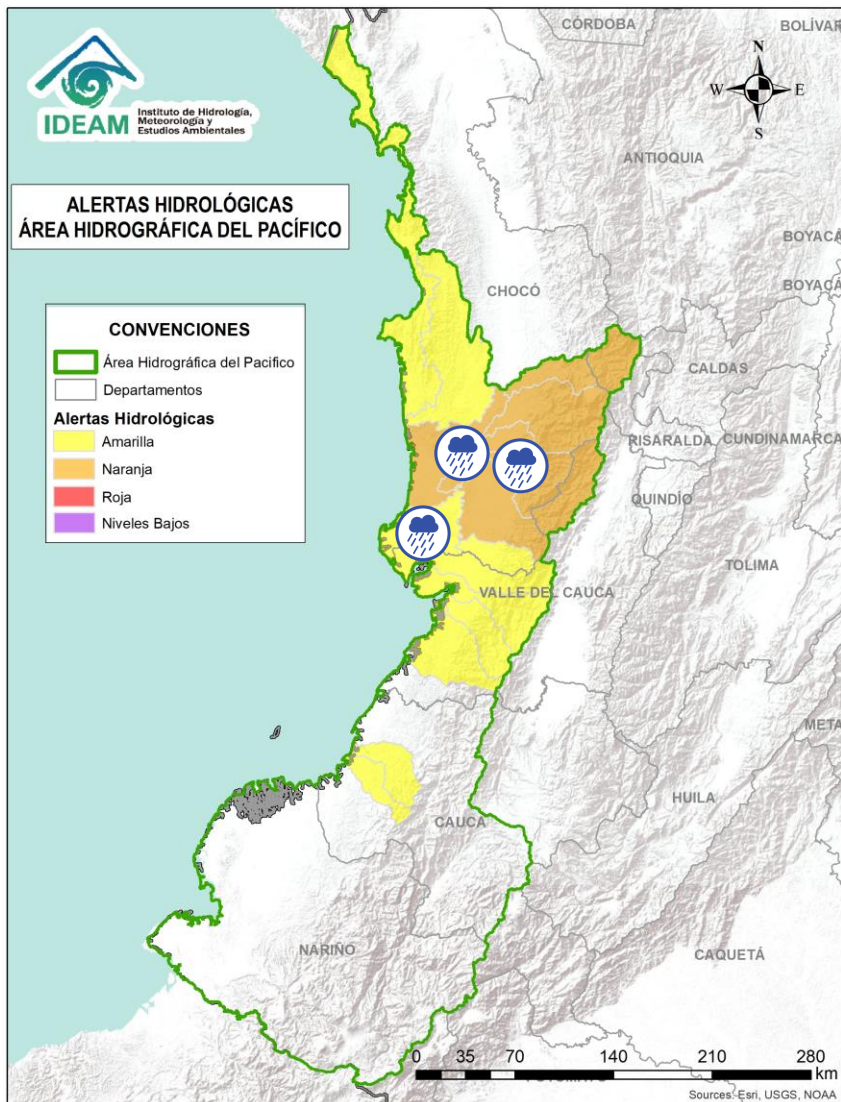 IDEAM
Instituto de Hidrología,
Meteorología y
Estudios Ambientales
ALERTAS HIDROLÓGICAS
ÁREA HIDROGRÁFICA DEL PACÍFICO
CONVENCIONES
Área Hidrográfica del Pacifico
Departamentos
Alertas Hidrológicas
Amarilla
Naranja
Roja
Niveles Bajos
N
W
E
S
CÓRDOBA
BOLÍVAR
ANTIOQUIA
BOYACÁ
CHOCÓ
BOYACÁ
CALDAS
RISARALDA
CUNDINAMARCA
QUINDÍO
TOLIMA
VALLE DEL CAUCA
META
HUILA
CAUCA
NARIÑO
CAQUETÁ
0 35 70 140 210 280
km
Sources: Esri, USGS, NOAA